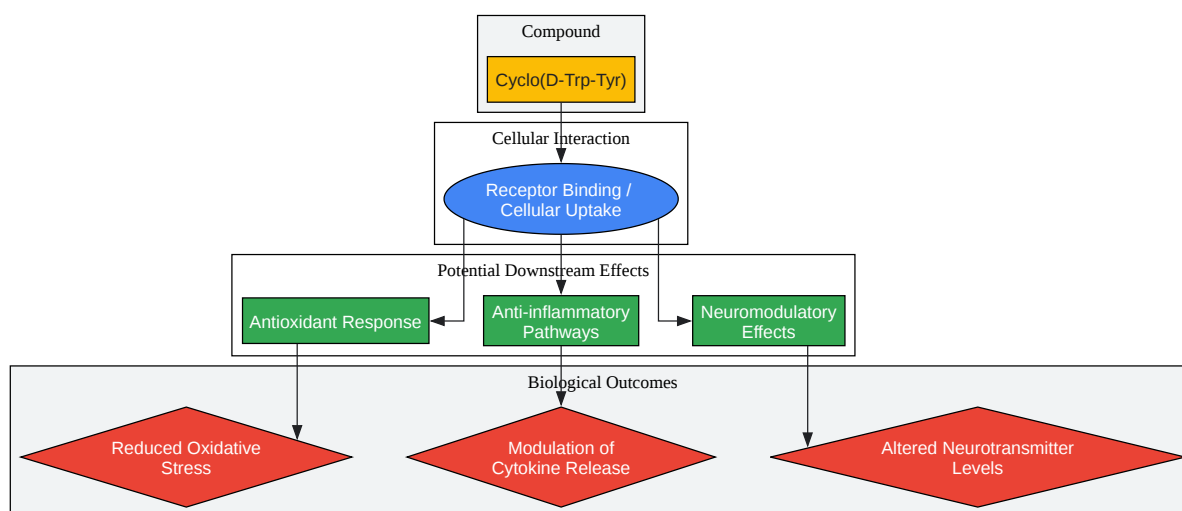 Compound
Cyclo(D-Trp-Tyr)
Cellular Interaction
Receptor Binding /
Cellular Uptake
Potential Downstream Effects
Antioxidant Response
Anti-inflammatory
Pathways
Neuromodulatory
Effects
Biological Outcomes
Reduced Oxidative
Stress
Modulation of
Cytokine Release
Altered Neurotransmitter
Levels